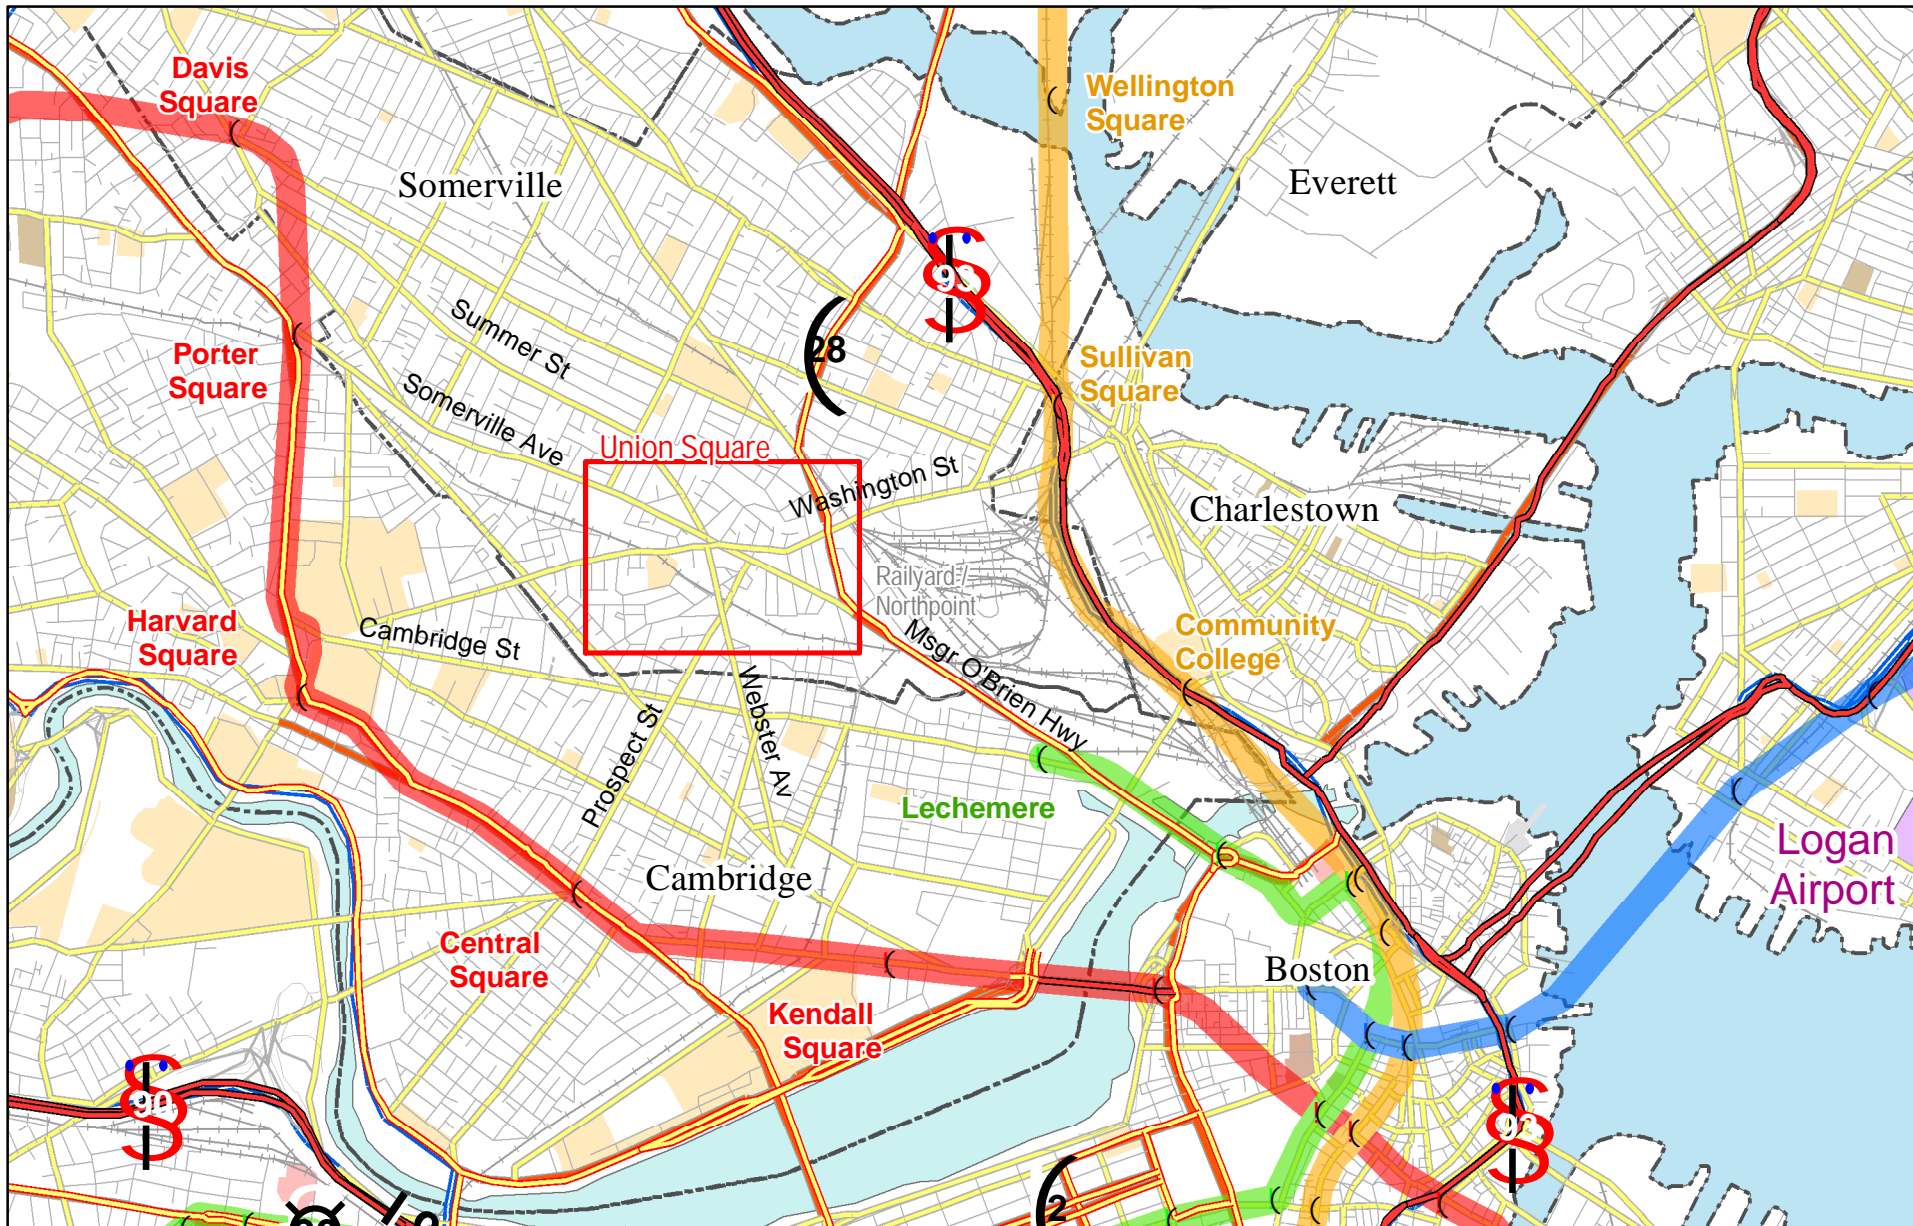 Davis
Square
Wellington
Square
Somerville
Everett
93
Summer St
28
Porter
Square
Sullivan
Square
Somerville Ave
Union Square
Washington St
Charlestown
Railyard /
Northpoint
Harvard
Square
Cambridge St
Msgr O'Brien Hwy
Community
College
Webster Av
Prospect St
Lechemere
Logan
Airport
Cambridge
Central
Square
Boston
Kendall
Square
90
93
2